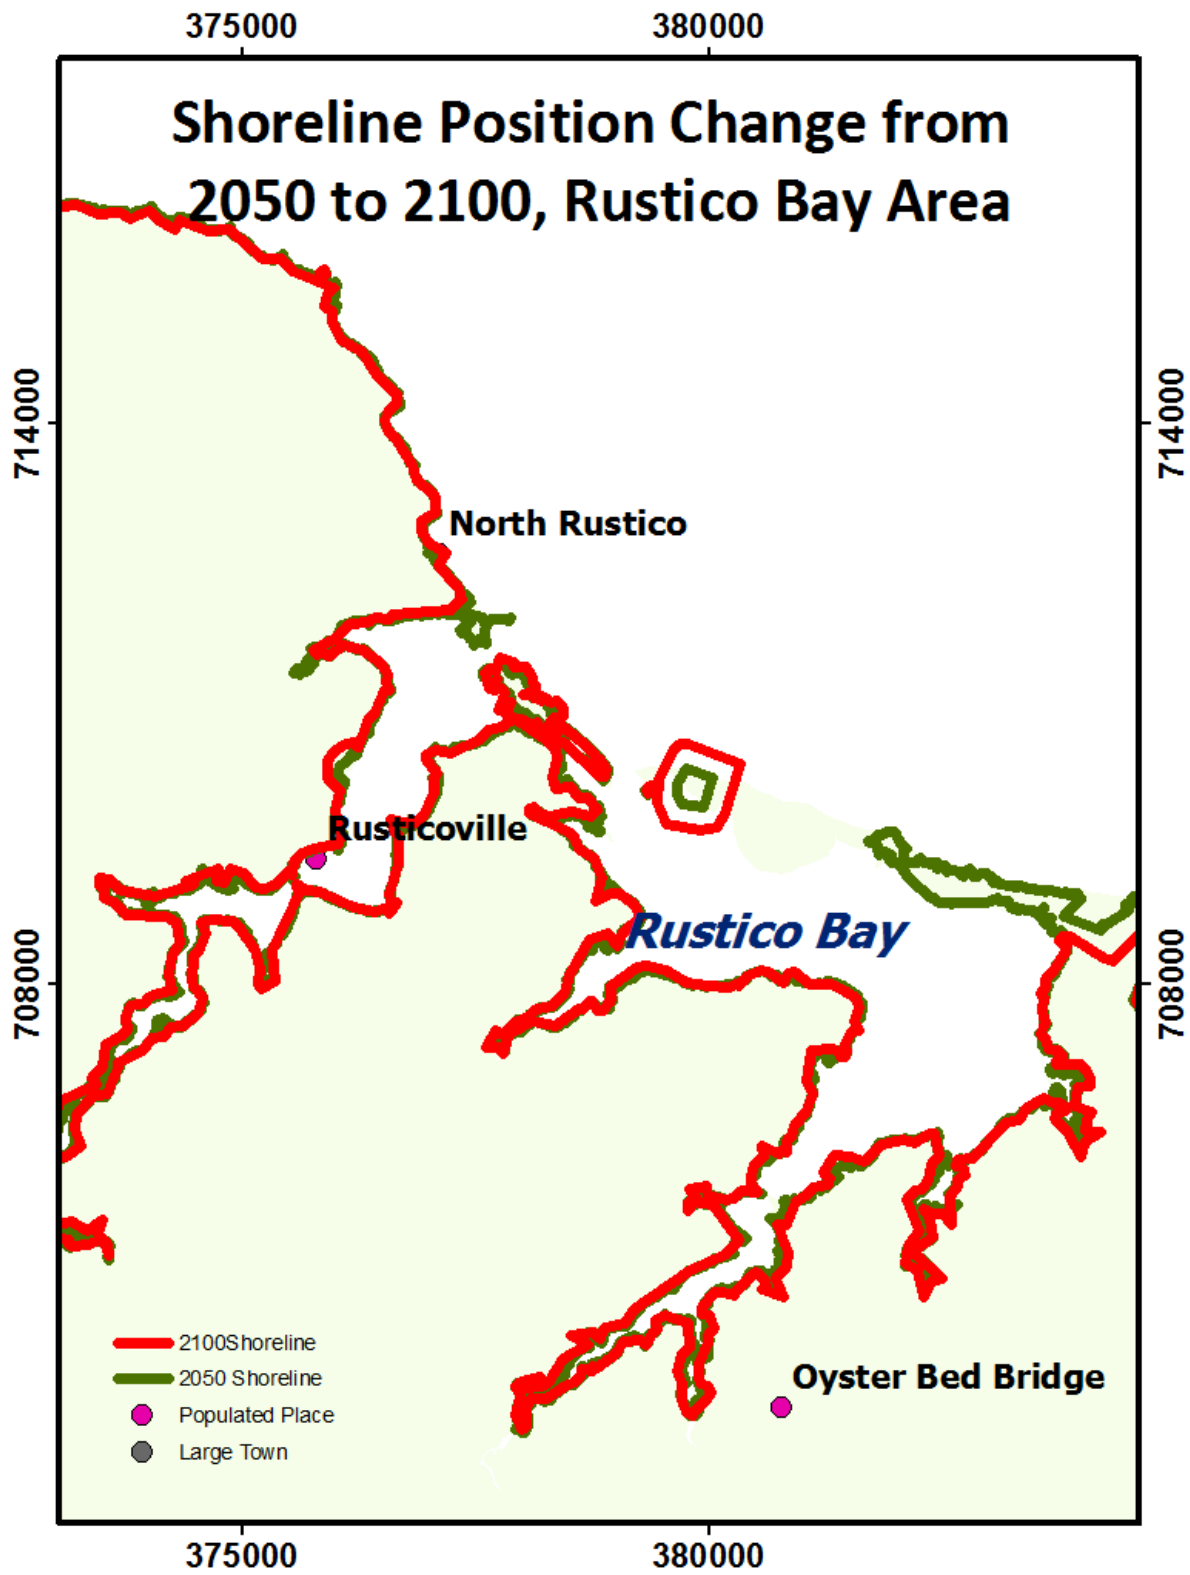 375000 380000
Shoreline Position Change from
2050 to 2100, Rustico Bay Area
714000 714000
North Rustico
Rusticoville
Rustico Bay
708000 708000
2100Shoreline
2050 Shoreline
Oyster Bed Bridge
Populated Place
Large Town
375000 380000